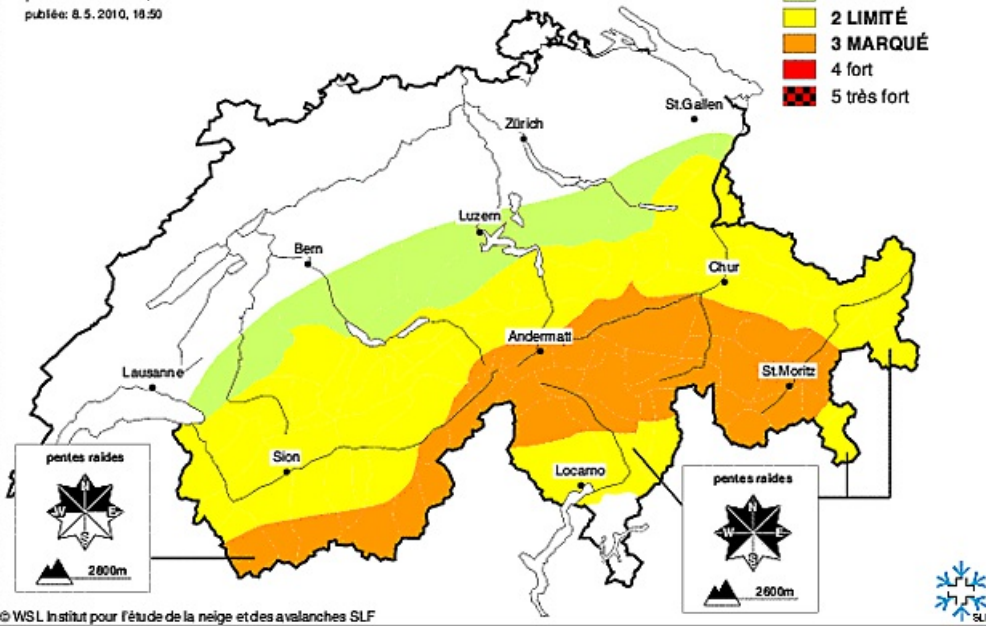 publiée: 8.5.2010, 16:50
2 LIMITÉ
3 MARQUÉ
4 fort
5 très fort
St.Gallen
Zürich
Luzern
Bern
Chur
Andermatt
Lausanne
St.Moritz
Sion
Locarno
pentes raides
N
W E
S
2800m
pentes raides
N
W E
S
2600m
© WSL Institut pour l'étude de la neige et des avalanches SLF
SLF